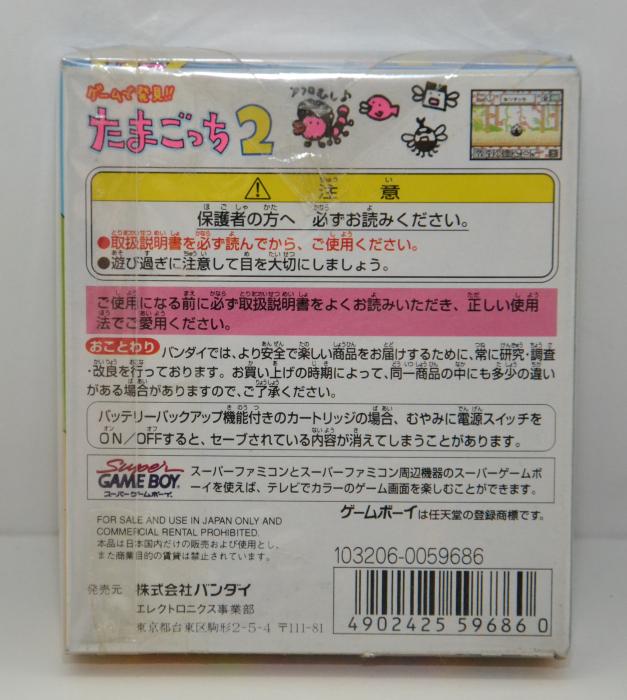 ゲームで発見!!
たまごっち2
アフロむし♪
注意
保護者の方へ 必ずお読みください。
●取扱説明書を必ず読んでから、ご使用ください。
●遊び過ぎに注意して目を大切にしましょう。
ご使用になる前に必ず取扱説明書をよくお読みいただき、正しい使用
法でご愛用ください。
おことわり バンダイでは、より安全で楽しい商品をお届けするために、常に研究・調査
・改良を行っております。お買い上げの時期によって、同一商品の中にも多少の違い
がある場合がありますので、ご了承ください。
バッテリーバックアップ機能付きのカートリッジの場合、むやみに電源スイッチを
ON/OFFすると、セーブされている内容が消えてしまうことがあります。
Super
GAME BOY
スーパーゲームボーイ
スーパーファミコンとスーパーファミコン周辺機器のスーパーゲームボ
ーイを使えば、テレビでカラーのゲーム画面を楽しむことができます。
ゲームボーイは任天堂の登録商標です。
FOR SALE AND USE IN JAPAN ONLY AND
COMMERCIAL RENTAL PROHIBITED.
本品は日本国内だけの販売および使用とし、
また商業目的の賃貸は禁止されています。
103206-0059686
発売元 株式会社バンダイ
エレクトロニクス事業部
東京都台東区駒形2-5-4 〒111-81
4902425 596860